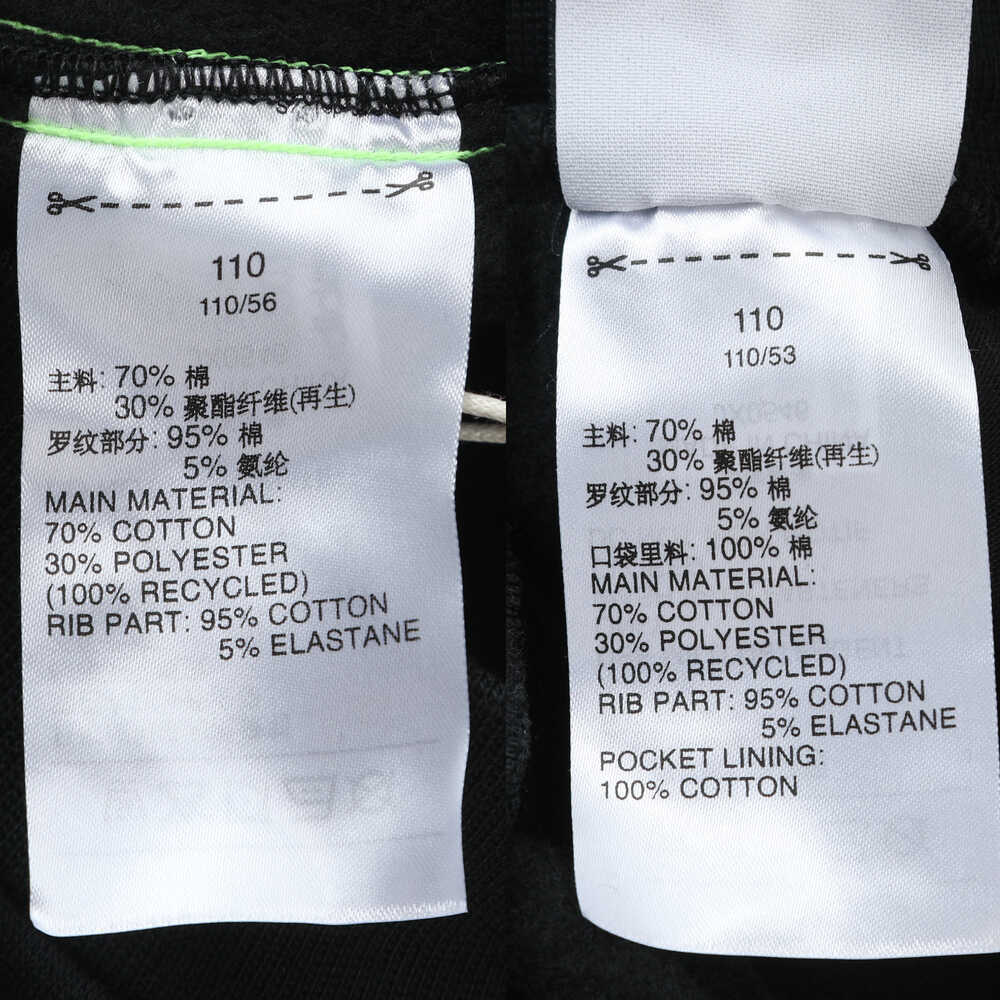 110
110/56
主料: 70% 棉
30% 聚酯纤维(再生)
罗纹部分: 95% 棉
5% 氨纶
MAIN MATERIAL:
70% COTTON
30% POLYESTER
(100% RECYCLED)
RIB PART: 95% COTTON
5% ELASTANE
110
110/53
主料: 70% 棉
30% 聚酯纤维(再生)
罗纹部分: 95% 棉
5% 氨纶
口袋里料: 100% 棉
MAIN MATERIAL:
70% COTTON
30% POLYESTER
(100% RECYCLED)
RIB PART: 95% COTTON
5% ELASTANE
POCKET LINING:
100% COTTON